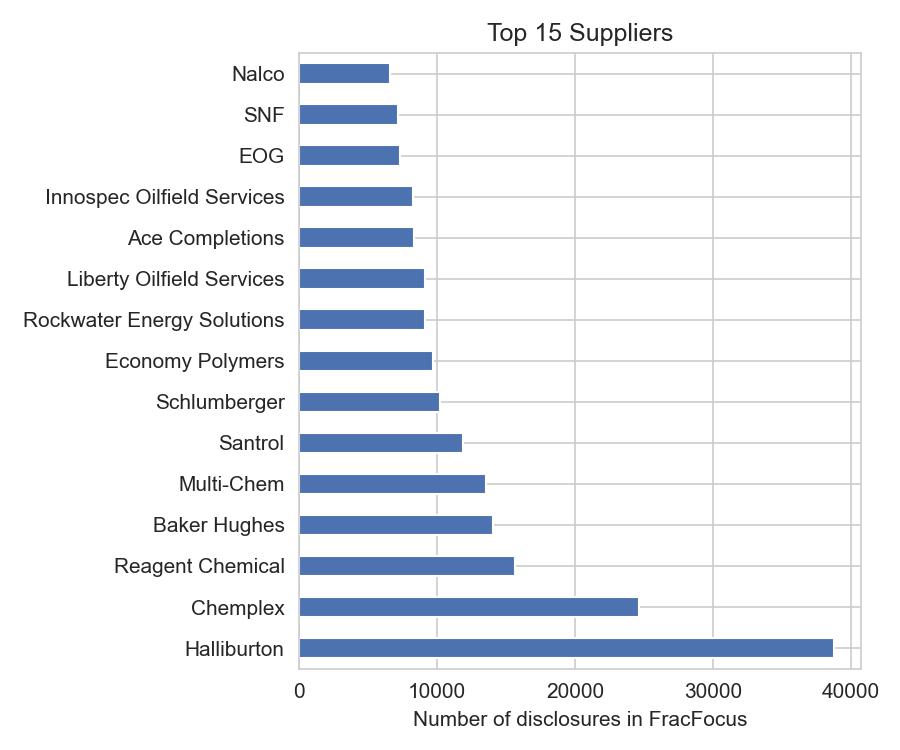 Top 15 Suppliers
Nalco
SNF
EOG
Innospec Oilfield Services
Ace Completions
Liberty Oilfield Services
Rockwater Energy Solutions
Economy Polymers
Schlumberger
Santrol
Multi-Chem
Baker Hughes
Reagent Chemical
Chemplex
Halliburton
0 10000 20000 30000 40000
Number of disclosures in FracFocus